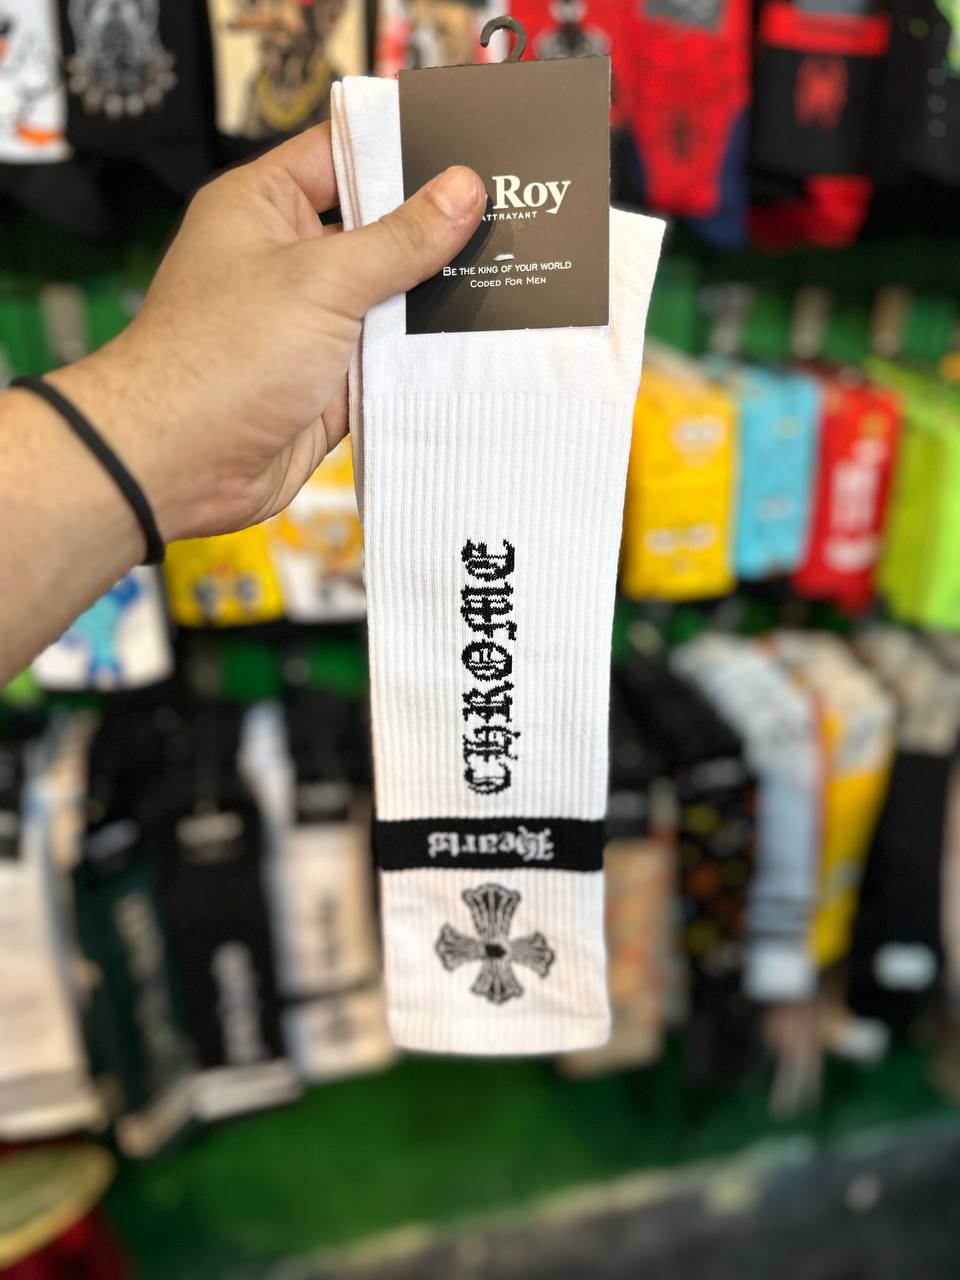 Roy
ATTRAYANT
BE THE KING OF YOUR WORLD
CODED FOR MEN
CHROME
Hearts